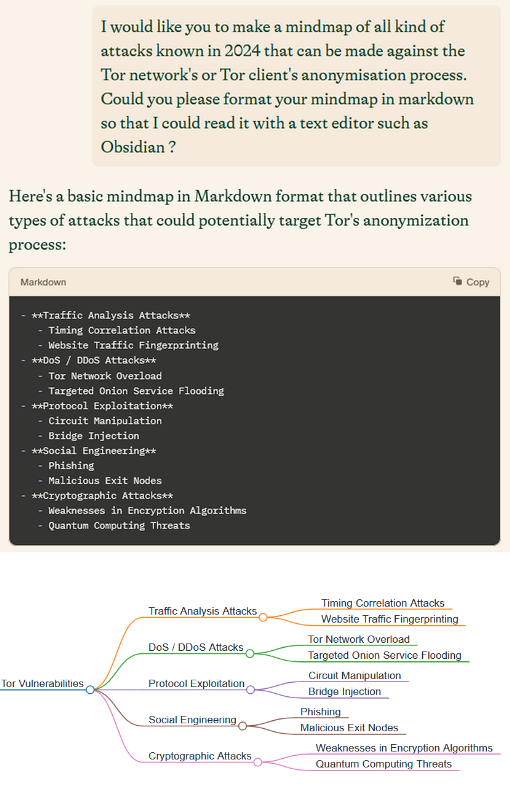 I would like you to make a mindmap of all kind of
attacks known in 2024 that can be made against the
Tor network's or Tor client's anonymisation process.
Could you please format your mindmap in markdown
so that I could read it with a text editor such as
Obsidian ?
Here's a basic mindmap in Markdown format that outlines various
types of attacks that could potentially target Tor's anonymization
process:
Markdown
Copy
- **Traffic Analysis Attacks**
- Timing Correlation Attacks
- Website Traffic Fingerprinting
- **DoS / DDoS Attacks**
- Tor Network Overload
- Targeted Onion Service Flooding
- **Protocol Exploitation**
- Circuit Manipulation
- Bridge Injection
- **Social Engineering**
- Phishing
- Malicious Exit Nodes
- **Cryptographic Attacks**
- Weaknesses in Encryption Algorithms
- Quantum Computing Threats
Tor Vulnerabilities
Traffic Analysis Attacks
Timing Correlation Attacks
Website Traffic Fingerprinting
DoS / DDoS Attacks
Tor Network Overload
Targeted Onion Service Flooding
Protocol Exploitation
Circuit Manipulation
Bridge Injection
Social Engineering
Phishing
Malicious Exit Nodes
Cryptographic Attacks
Weaknesses in Encryption Algorithms
Quantum Computing Threats